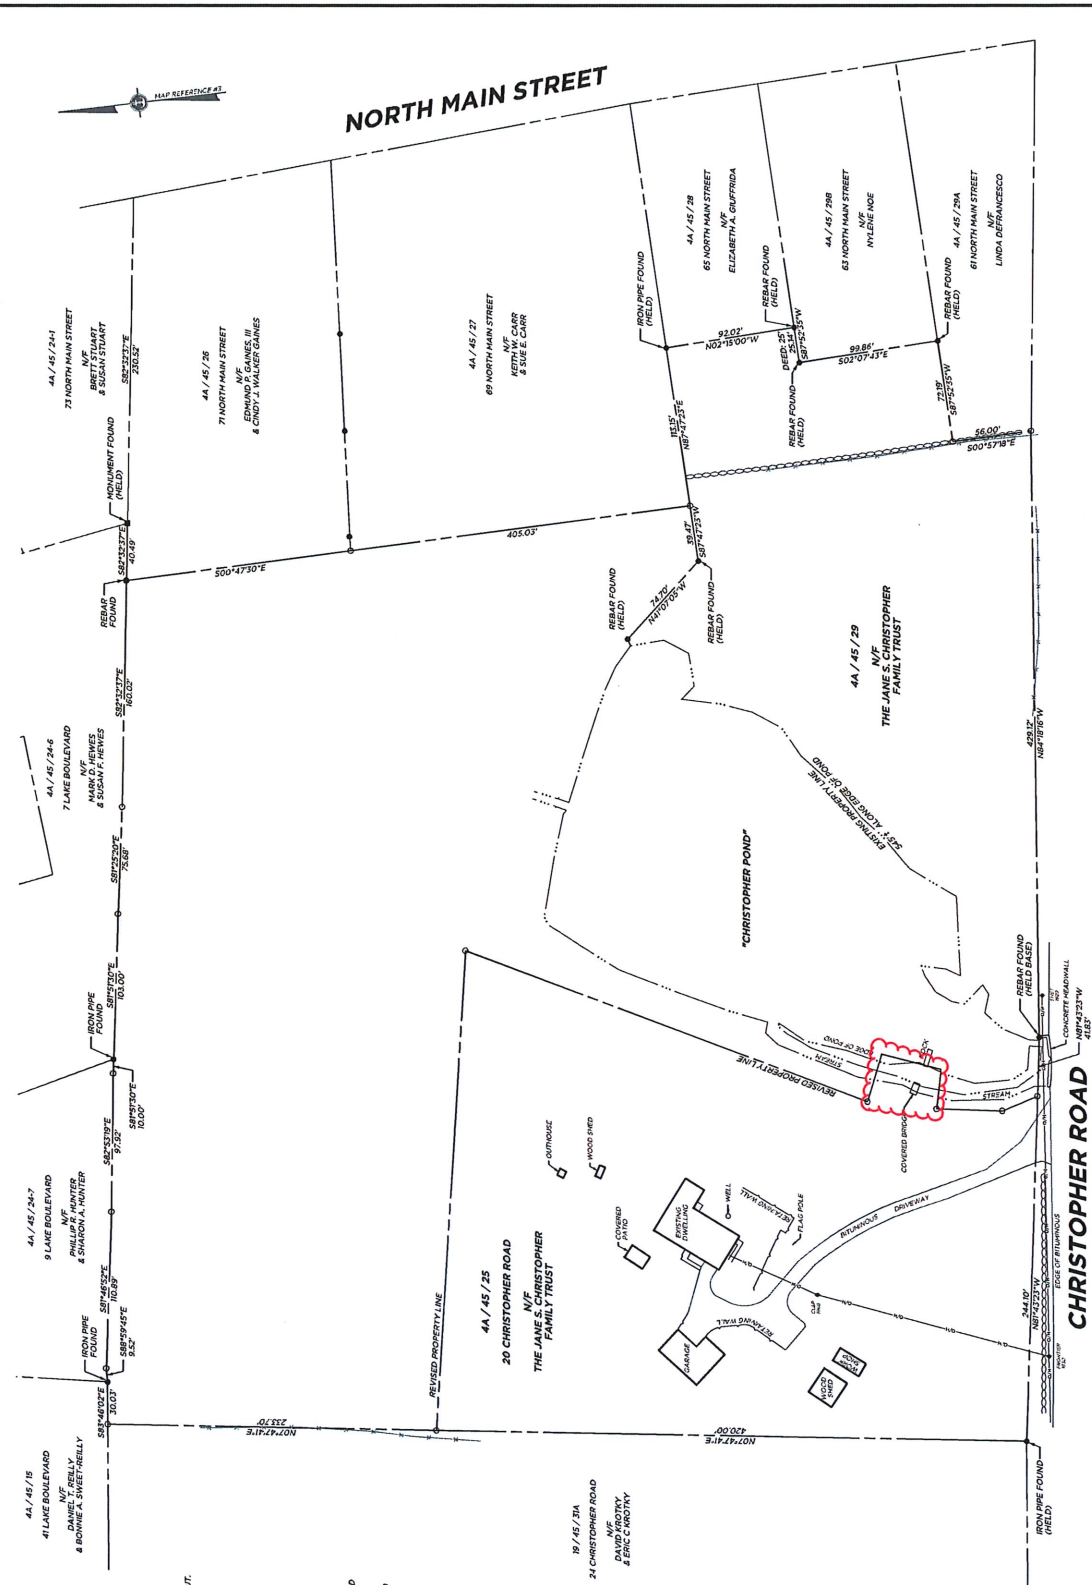 MAP REFERENCE #3
NORTH MAIN STREET
4A / 45 / 24-1
73 NORTH MAIN STREET
N/F
BRETT STUART
& SUSAN STUART
S82°32'37"E
230.52'
4A / 45 / 26
71 NORTH MAIN STREET
N/F
EDMUND P. GAINES, III
& CINDY J. WALKER GAINES
4A / 45 / 27
69 NORTH MAIN STREET
N/F
KEITH W. CARR
& SUE E. CARR
4A / 45 / 28
65 NORTH MAIN STREET
N/F
ELIZABETH A. GIUFFRIDA
4A / 45 / 29B
63 NORTH MAIN STREET
N/F
NYLENE NOE
4A / 45 / 29A
61 NORTH MAIN STREET
N/F
LINDA DEFRANCESCO
IRON PIPE FOUND
(HELD)
92.02'
N02°15'00"W
REBAR FOUND
(HELD)
DEED: 25'
25.14'
S87°52'35"W
REBAR FOUND
(HELD)
99.86'
S02°07'43"E
REBAR FOUND
(HELD)
72.19'
S87°52'35"W
56.00'
S00°57'18"E
113.15'
N87°47'23"E
39.47'
S87°47'23"W
REBAR FOUND
(HELD)
74.70'
N41°07'05"W
REBAR FOUND
(HELD)
405.03'
S00°47'30"E
MONUMENT FOUND
(HELD)
S82°32'37"E
40.49'
REBAR
FOUND
S82°32'37"E
160.02'
4A / 45 / 24-6
7 LAKE BOULEVARD
N/F
MARK D. HEWES
& SUSAN F. HEWES
S81°25'20"E
75.68'
S81°51'30"E
103.00'
IRON PIPE
FOUND
S81°51'30"E
10.00'
S82°53'19"E
97.92'
4A / 45 / 24-7
9 LAKE BOULEVARD
N/F
PHILLIP R. HUNTER
& SHARON A. HUNTER
S81°46'52"E
110.89'
S88°59'45"E
9.52'
IRON PIPE
FOUND
S83°46'02"E
30.03'
4A / 45 / 15
41 LAKE BOULEVARD
N/F
DANIEL T. REILLY
& BONNIE A. SWEET-REILLY
4A / 45 / 29
N/F
THE JANE S. CHRISTOPHER
FAMILY TRUST
EXISTING PROPERTY LINE
545'± ALONG EDGE OF POND
"CHRISTOPHER POND"
429.12'
N84°18'16"W
REBAR FOUND
(HELD BASE)
CONCRETE HEADWALL
N81°43'23"W
41.83'
EDGE OF POND
STREAM
REVISED PROPERTY LINE
STREAM
COVERED BRIDGE
OUTHOUSE
WOOD SHED
COVERED
PATIO
EXISTING
DWELLING
WELL
RETAINING WALL
FLAG POLE
BITUMINOUS
DRIVEWAY
GARAGE
RETAINING WALL
WOOD
SHED
WORK
SHOP
4A / 45 / 25
20 CHRISTOPHER ROAD
N/F
THE JANE S. CHRISTOPHER
FAMILY TRUST
REVISED PROPERTY LINE
233.70'
N07°47'41"E
420.00'
N07°47'41"E
244.10'
N81°43'23"W
EDGE OF BITUMINOUS
CHRISTOPHER ROAD
IRON PIPE FOUND
(HELD)
19 / 45 / 31A
24 CHRISTOPHER ROAD
N/F
DAVID KROTKY
& ERIC C KROTKY